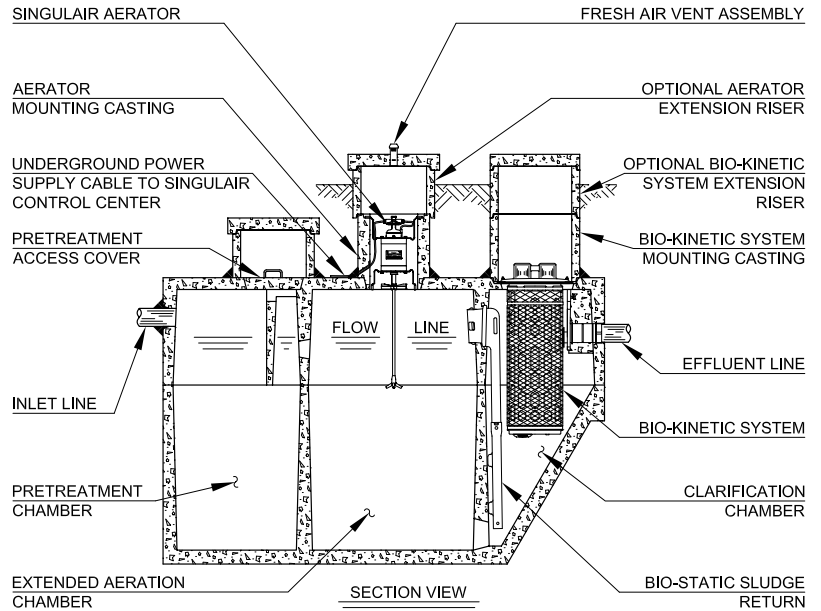 SINGULAIR AERATOR
AERATOR
MOUNTING CASTING
UNDERGROUND POWER
SUPPLY CABLE TO SINGULAIR
CONTROL CENTER
PRETREATMENT
ACCESS COVER
INLET LINE
PRETREATMENT
CHAMBER
EXTENDED AERATION
CHAMBER
FLOW LINE
SECTION VIEW
FRESH AIR VENT ASSEMBLY
OPTIONAL AERATOR
EXTENSION RISER
OPTIONAL BIO-KINETIC
SYSTEM EXTENSION
RISER
BIO-KINETIC SYSTEM
MOUNTING CASTING
EFFLUENT LINE
BIO-KINETIC SYSTEM
CLARIFICATION
CHAMBER
BIO-STATIC SLUDGE
RETURN